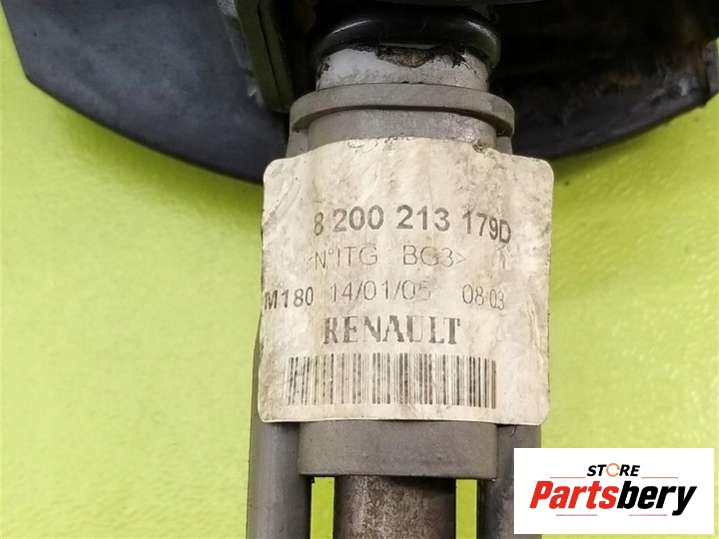 8 200 213 179D
<N°ITG BG3>
M180 14/01/05 08:03
RENAULT
STORE
Partsbery